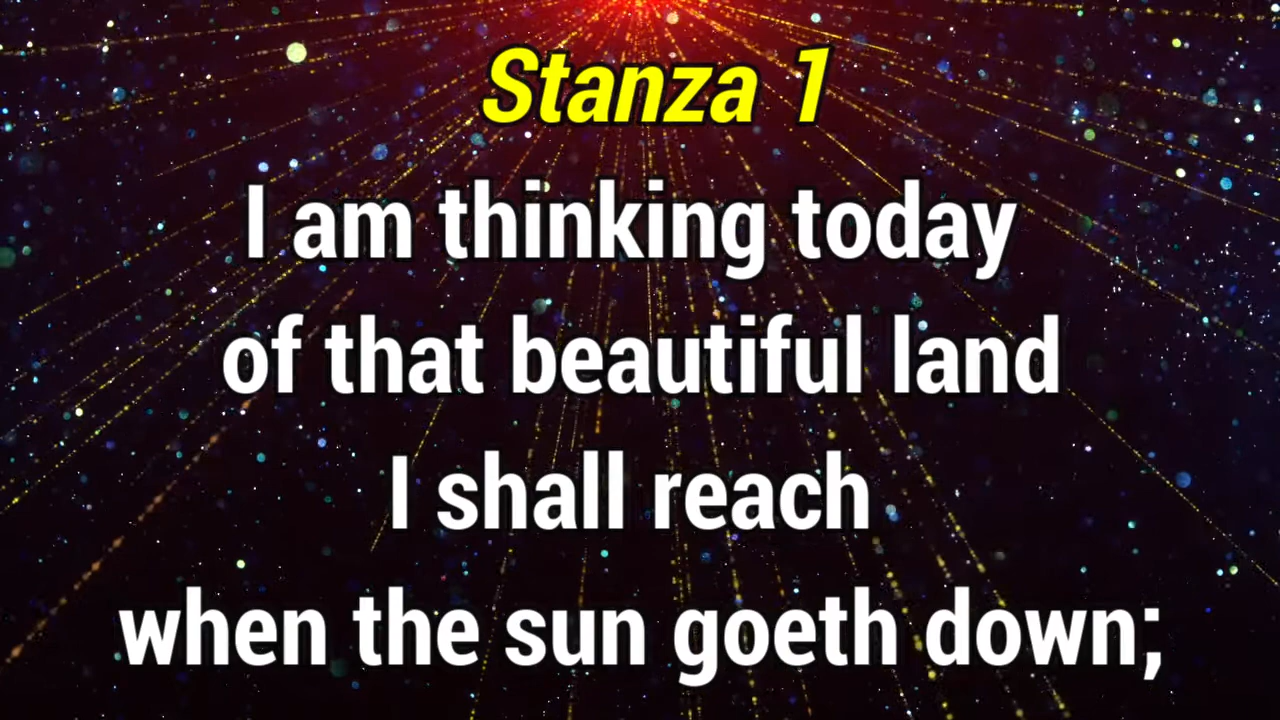 Stanza 1
I am thinking today
of that beautiful land
I shall reach
when the sun goeth down;